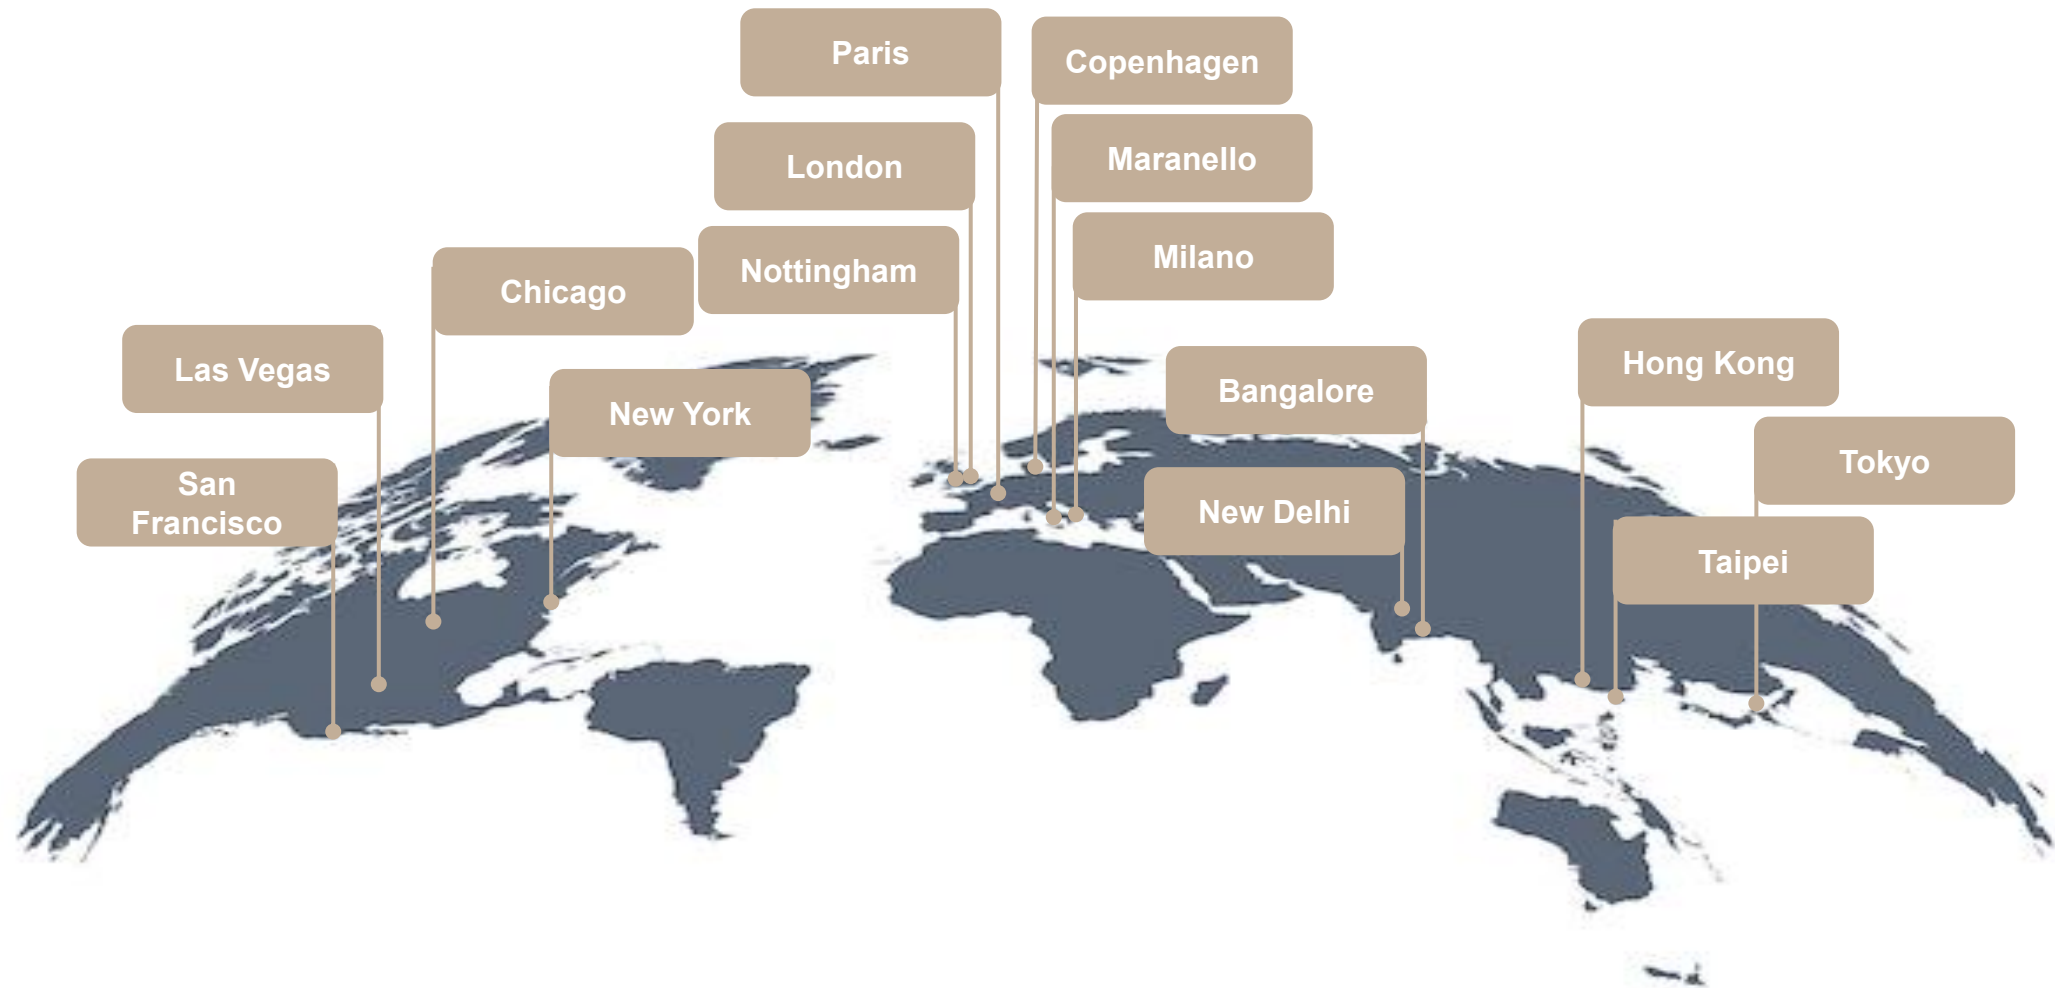 Paris
Copenhagen
London
Maranello
Nottingham
Milano
Chicago
Las Vegas
New York
Bangalore
Hong Kong
San
Francisco
New Delhi
Tokyo
Taipei